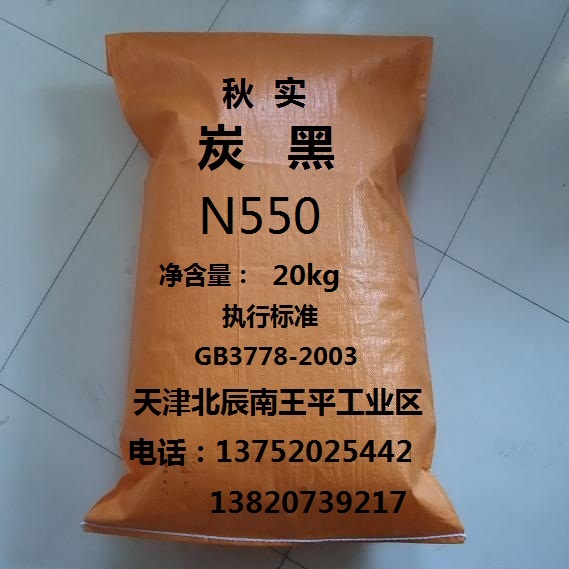 秋 实
炭 黑
N550
净含量： 20kg
执行标准
GB3778-2003
天津北辰南王平工业区
电话：13752025442
13820739217